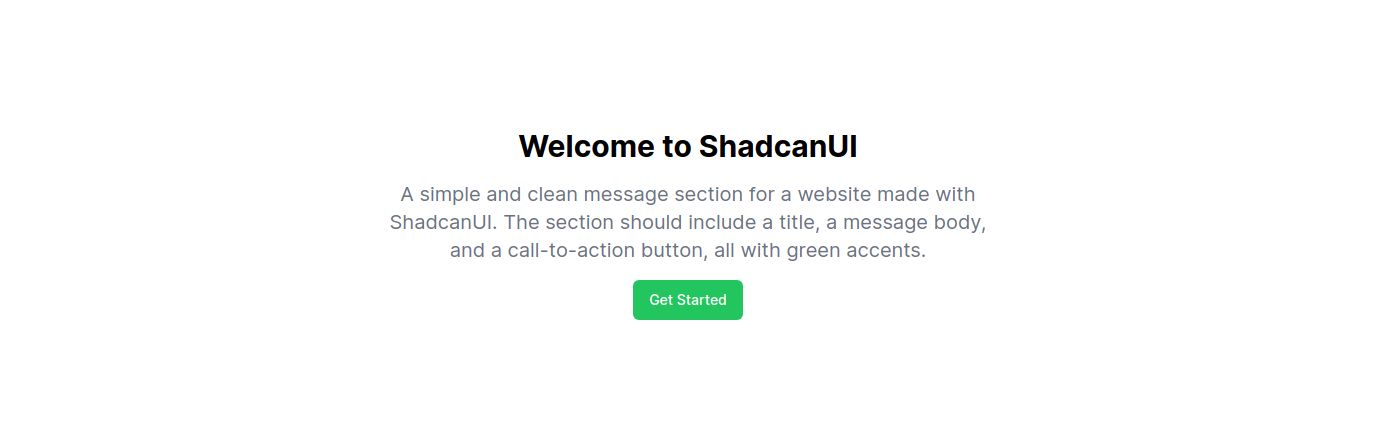 Welcome to ShadcanUI
A simple and clean message section for a website made with
ShadcanUI. The section should include a title, a message body,
and a call-to-action button, all with green accents.
Get Started